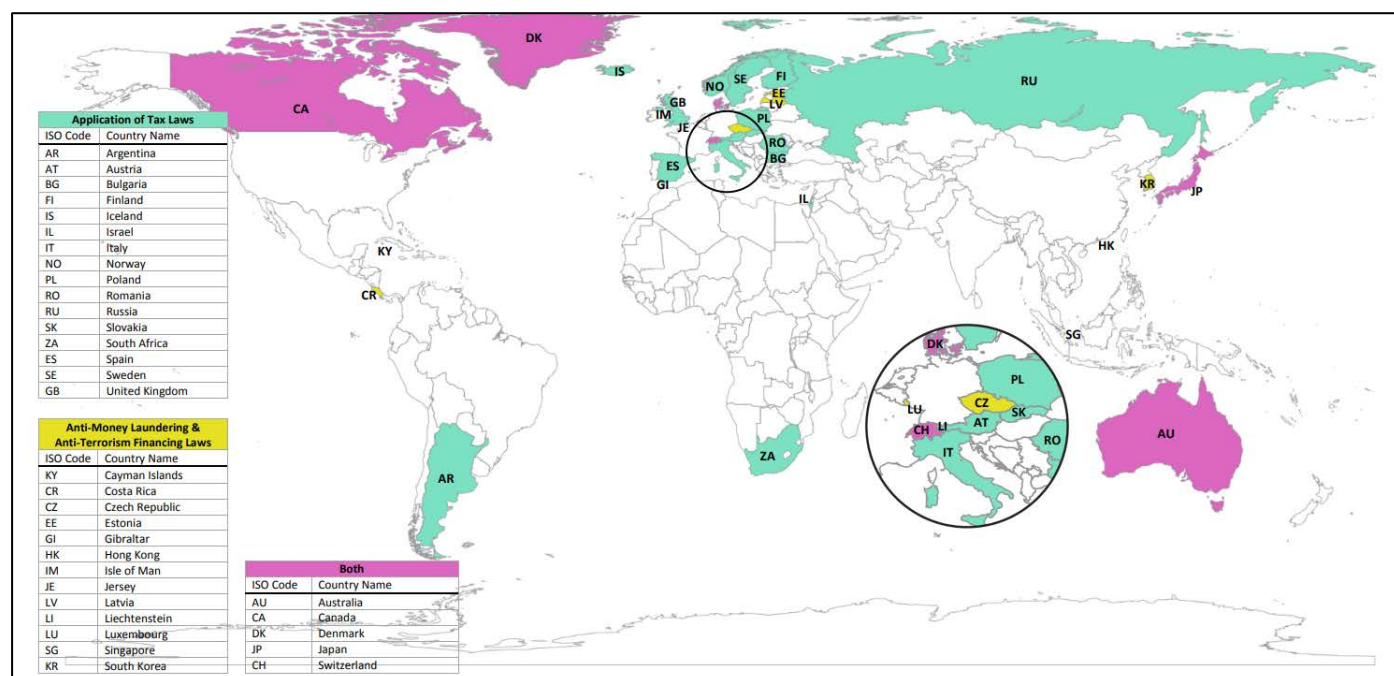 DK
IS
NO
SE
FI
RU
CA
GB
EE
LV
IM
JE
PL
RO
BG
ES
GI
IL
KR
JP
KY
HK
CR
SG
Application of Tax Laws
ISO Code Country Name
AR Argentina
AT Austria
BG Bulgaria
FI Finland
IS Iceland
IL Israel
IT Italy
NO Norway
PL Poland
RO Romania
RU Russia
SK Slovakia
ZA South Africa
ES Spain
SE Sweden
GB United Kingdom
DK
PL
CZ
LU
SK
CH
LI
AT
IT
RO
AU
ZA
AR
Anti-Money Laundering &
Anti-Terrorism Financing Laws
ISO Code Country Name
KY Cayman Islands
CR Costa Rica
CZ Czech Republic
EE Estonia
GI Gibraltar
HK Hong Kong
IM Isle of Man
JE Jersey
LV Latvia
LI Liechtenstein
LU Luxembourg
SG Singapore
KR South Korea
Both
ISO Code Country Name
AU Australia
CA Canada
DK Denmark
JP Japan
CH Switzerland